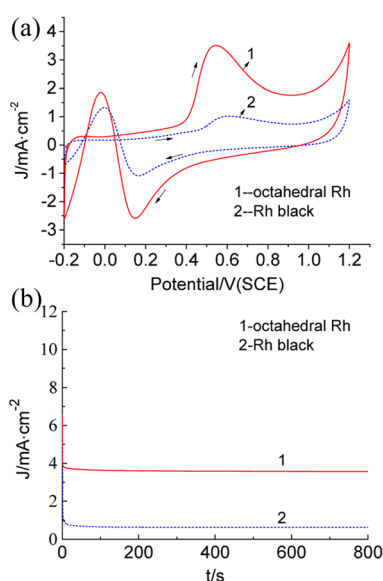 (a)
4
3
2
1
0
-1
-2
-3
J/mA·cm-2
1
2
1--octahedral Rh
2--Rh black
-0.2 0.0 0.2 0.4 0.6 0.8 1.0 1.2
Potential/V(SCE)
(b)
12
10
8
6
4
2
0
J/mA·cm-2
1-octahedral Rh
2-Rh black
1
2
0 200 400 600 800
t/s